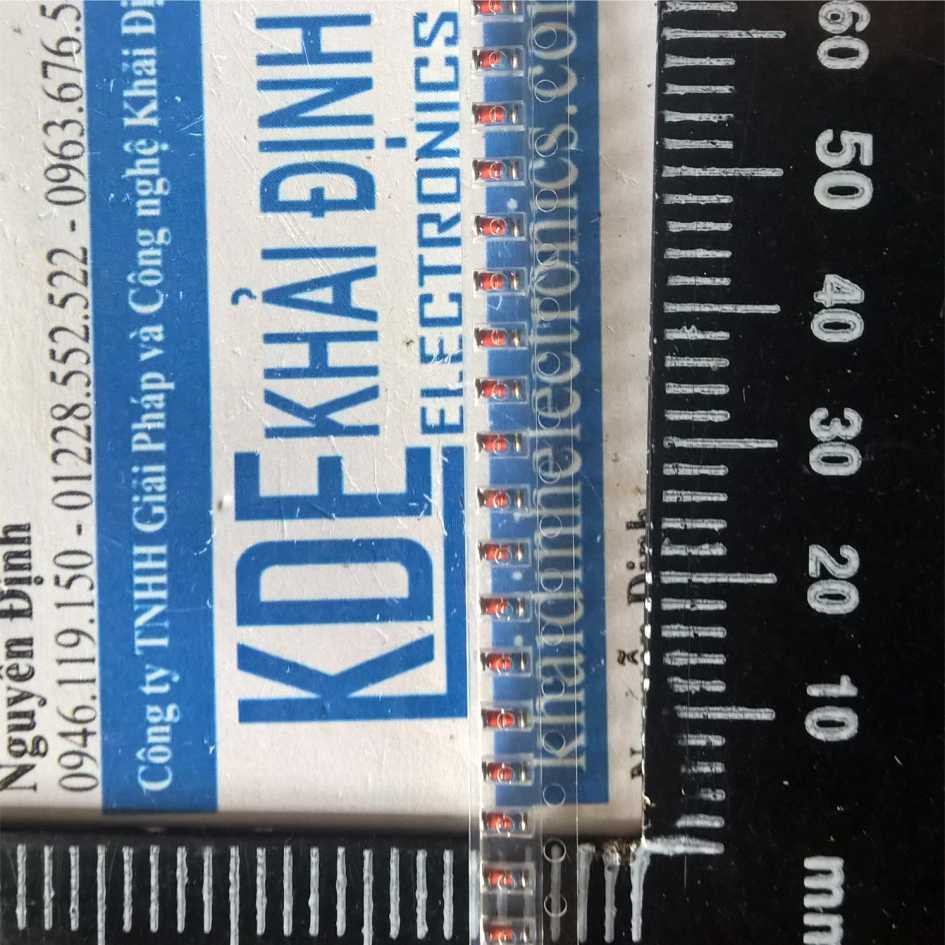 Nguyễn Định
0946.119.150 - 01228.552.522 - 0963.676.5
Công ty TNHH Giải Pháp và Công nghệ Khải Đị
KDE KHẢI ĐỊNH
ELECTRONICS
khaidinhelectronics.com
Định
mm 10 20 30 40 50 60